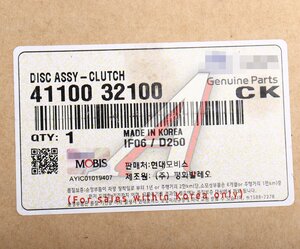 DISC ASSY-CLUTCH
Genuine Parts
41100 32100
CK
QTY: 1
MADE IN KOREA
IF06 / D250
MOBIS
AYIC01019407
판매처: 현대모비스
제조원: (주) 평화발레오
(For sales within Korea only)